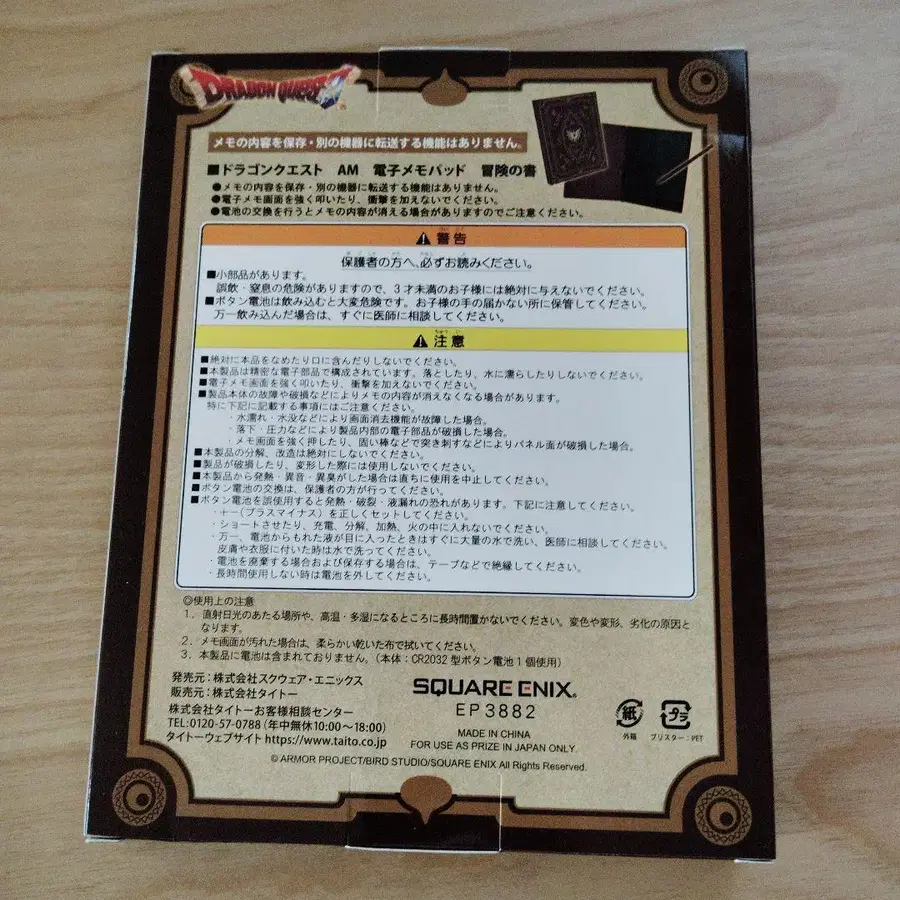 DRAGON QUEST
メモの内容を保存・別の機器に転送する機能はありません。
■ドラゴンクエスト AM 電子メモパッド 冒険の書
●メモの内容を保存・別の機器に転送する機能はありません。
●電子メモ画面を強く叩いたり、衝撃を加えないでください。
●電池の交換を行うとメモの内容が消える場合がありますのでご注意ください。
⚠警告
保護者の方へ、必ずお読みください。
■小部品があります。
誤飲・窒息の危険がありますので、3才未満のお子様には絶対に与えないでください。
■ボタン電池は飲み込むと大変危険です。お子様の手の届かない所に保管してください。
万一飲み込んだ場合は、すぐに医師に相談してください。
⚠注意
■絶対に本品をなめたり口に含んだりしないでください。
■本製品は精密な電子部品で構成されています。落としたり、水に濡らしたりしないでください。
■電子メモ画面を強く叩いたり、衝撃を加えないでください。
■製品本体の故障や破損などによりメモの内容が消えなくなる場合があります。
特に下記に記載する事項にはご注意ください。
・水濡れ・水没などにより画面消去機能が故障した場合。
・落下・圧力などにより製品内部の電子部品が破損した場合。
・メモ画面を強く押したり、固い棒などで突き刺すなどによりパネル面が破損した場合。
■本製品の分解、改造は絶対にしないでください。
■製品が破損したり、変形した際には使用しないでください。
■本製品から発熱・異音・異臭がした場合は直ちに使用を中止してください。
■ボタン電池の交換は、保護者の方が行ってください。
■ボタン電池を誤使用すると発熱・破裂・液漏れの恐れがあります。下記に注意してください。
・+-(プラスマイナス)を正しくセットしてください。
・ショートさせたり、充電、分解、加熱、火の中に入れないでください。
・万一、電池からもれた液が目に入ったときはすぐに大量の水で洗い、医師に相談してください。
皮膚や衣服に付いた時は水で洗ってください。
・電池を廃棄する場合および保存する場合は、テープなどで絶縁してください。
・長時間使用しない時は電池を外してください。
◎使用上の注意
1. 直射日光のあたる場所や、高温・多湿になるところに長時間置かないでください。変色や変形、劣化の原因と
なります。
2. メモ画面が汚れた場合は、柔らかい乾いた布で拭いてください。
3. 本製品に電池は含まれておりません。(本体:CR2032型ボタン電池1個使用)
発売元:株式会社スクウェア・エニックス
販売元:株式会社タイトー
株式会社タイトーお客様相談センター
TEL:0120-57-0788(年中無休10:00~18:00)
タイトーウェブサイト https://www.taito.co.jp
SQUARE ENIX®
EP3882
MADE IN CHINA
FOR USE AS PRIZE IN JAPAN ONLY.
紙
外箱
プラ
ブリスター:PET
© ARMOR PROJECT/BIRD STUDIO/SQUARE ENIX All Rights Reserved.